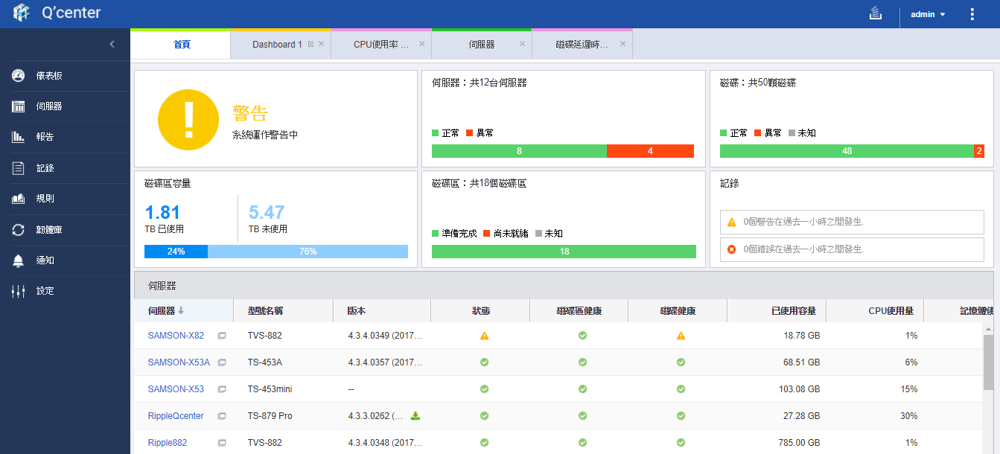 Q'center
admin
首頁
Dashboard 1
CPU使用率 ...
伺服器
磁碟延遲時...
儀表板
伺服器
報告
記錄
規則
韌體庫
通知
設定
警告
系統運作警告中
伺服器：共12台伺服器
正常 異常
8 4
磁碟：共50顆磁碟
正常 異常 未知
48 2
磁碟區容量
1.81 5.47
TB 已使用 TB 未使用
24% 76%
磁碟區：共18個磁碟區
準備完成 尚未就緒 未知
18
記錄
0個警告在過去一小時之間發生.
0個錯誤在過去一小時之間發生.
伺服器
伺服器 型號名稱 版本 狀態 磁碟區健康 磁碟健康 已使用容量 CPU使用量 記憶體使
SAMSON-X82 TVS-882 4.3.4.0349 (2017... 18.78 GB 1%
SAMSON-X53A TS-453A 4.3.4.0357 (2017... 68.51 GB 6%
SAMSON-X53 TS-453mini -- 103.08 GB 15%
RippleQcenter TS-879 Pro 4.3.3.0262 (... 27.28 GB 30%
Ripple882 TVS-882 4.3.4.0348 (2017... 785.00 GB 1%